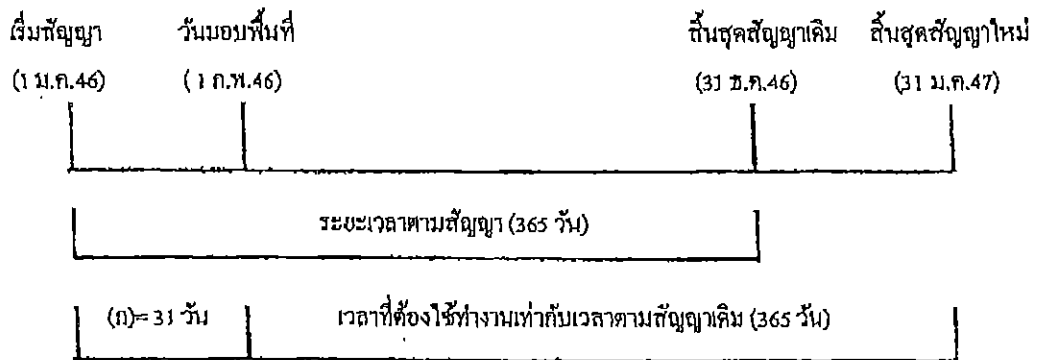 เริ่มสัญญา วันมอบพื้นที่ สิ้นสุดสัญญาเดิม สิ้นสุดสัญญาใหม่
(1 ม.ค.46) (1 ก.พ.46) (31 ธ.ค.46) (31 ม.ค.47)
ระยะเวลาตามสัญญา (365 วัน)
(ก)= 31 วัน เวลาที่ต้องใช้ทำงานเท่ากับเวลาตามสัญญาเดิม (365 วัน)